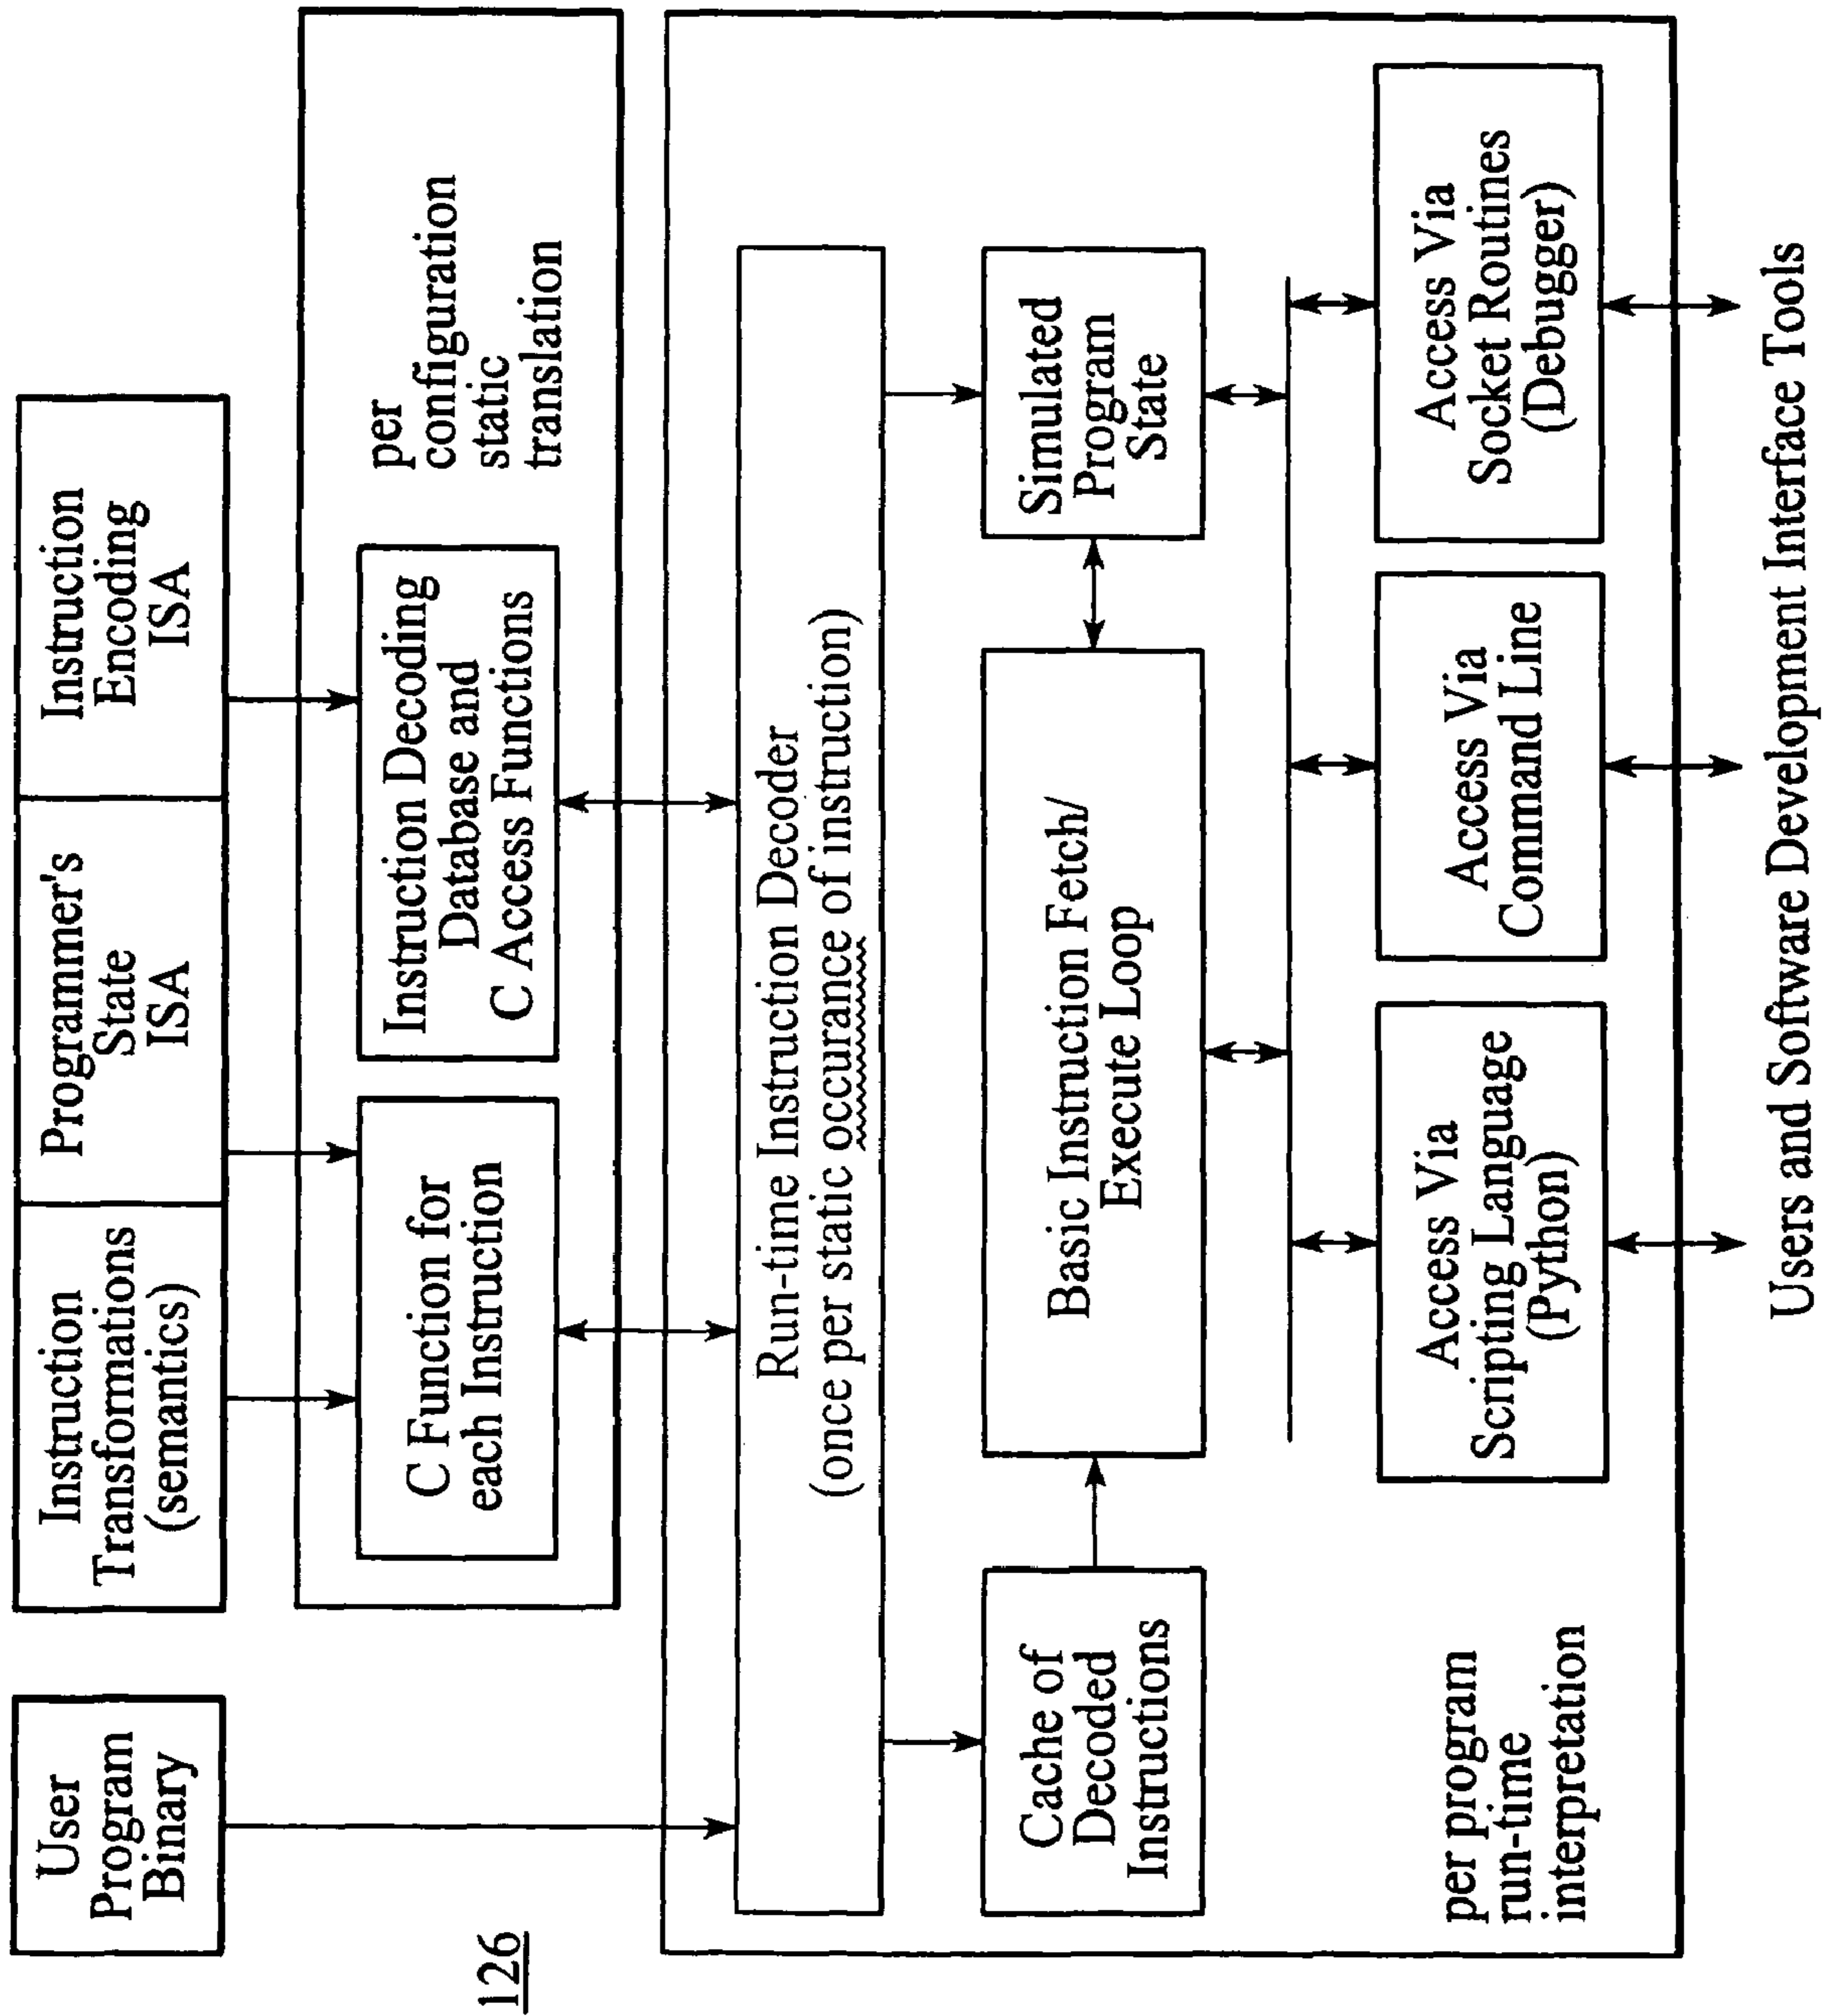 User
Program
Binary
Instruction
Transformations
(semantics)
Programmer's
State
ISA
Instruction
Encoding
ISA
126
C Function for
each Instruction
Instruction Decoding
Database and
C Access Functions
per
configuration
static
translation
Run-time Instruction Decoder
(once per static occurance of instruction)
Cache of
Decoded
Instructions
Basic Instruction Fetch/
Execute Loop
Simulated
Program
State
per program
run-time
interpretation
Access Via
Scripting Language
(Python)
Access Via
Command Line
Access Via
Socket Routines
(Debugger)
Users and Software Development Interface Tools